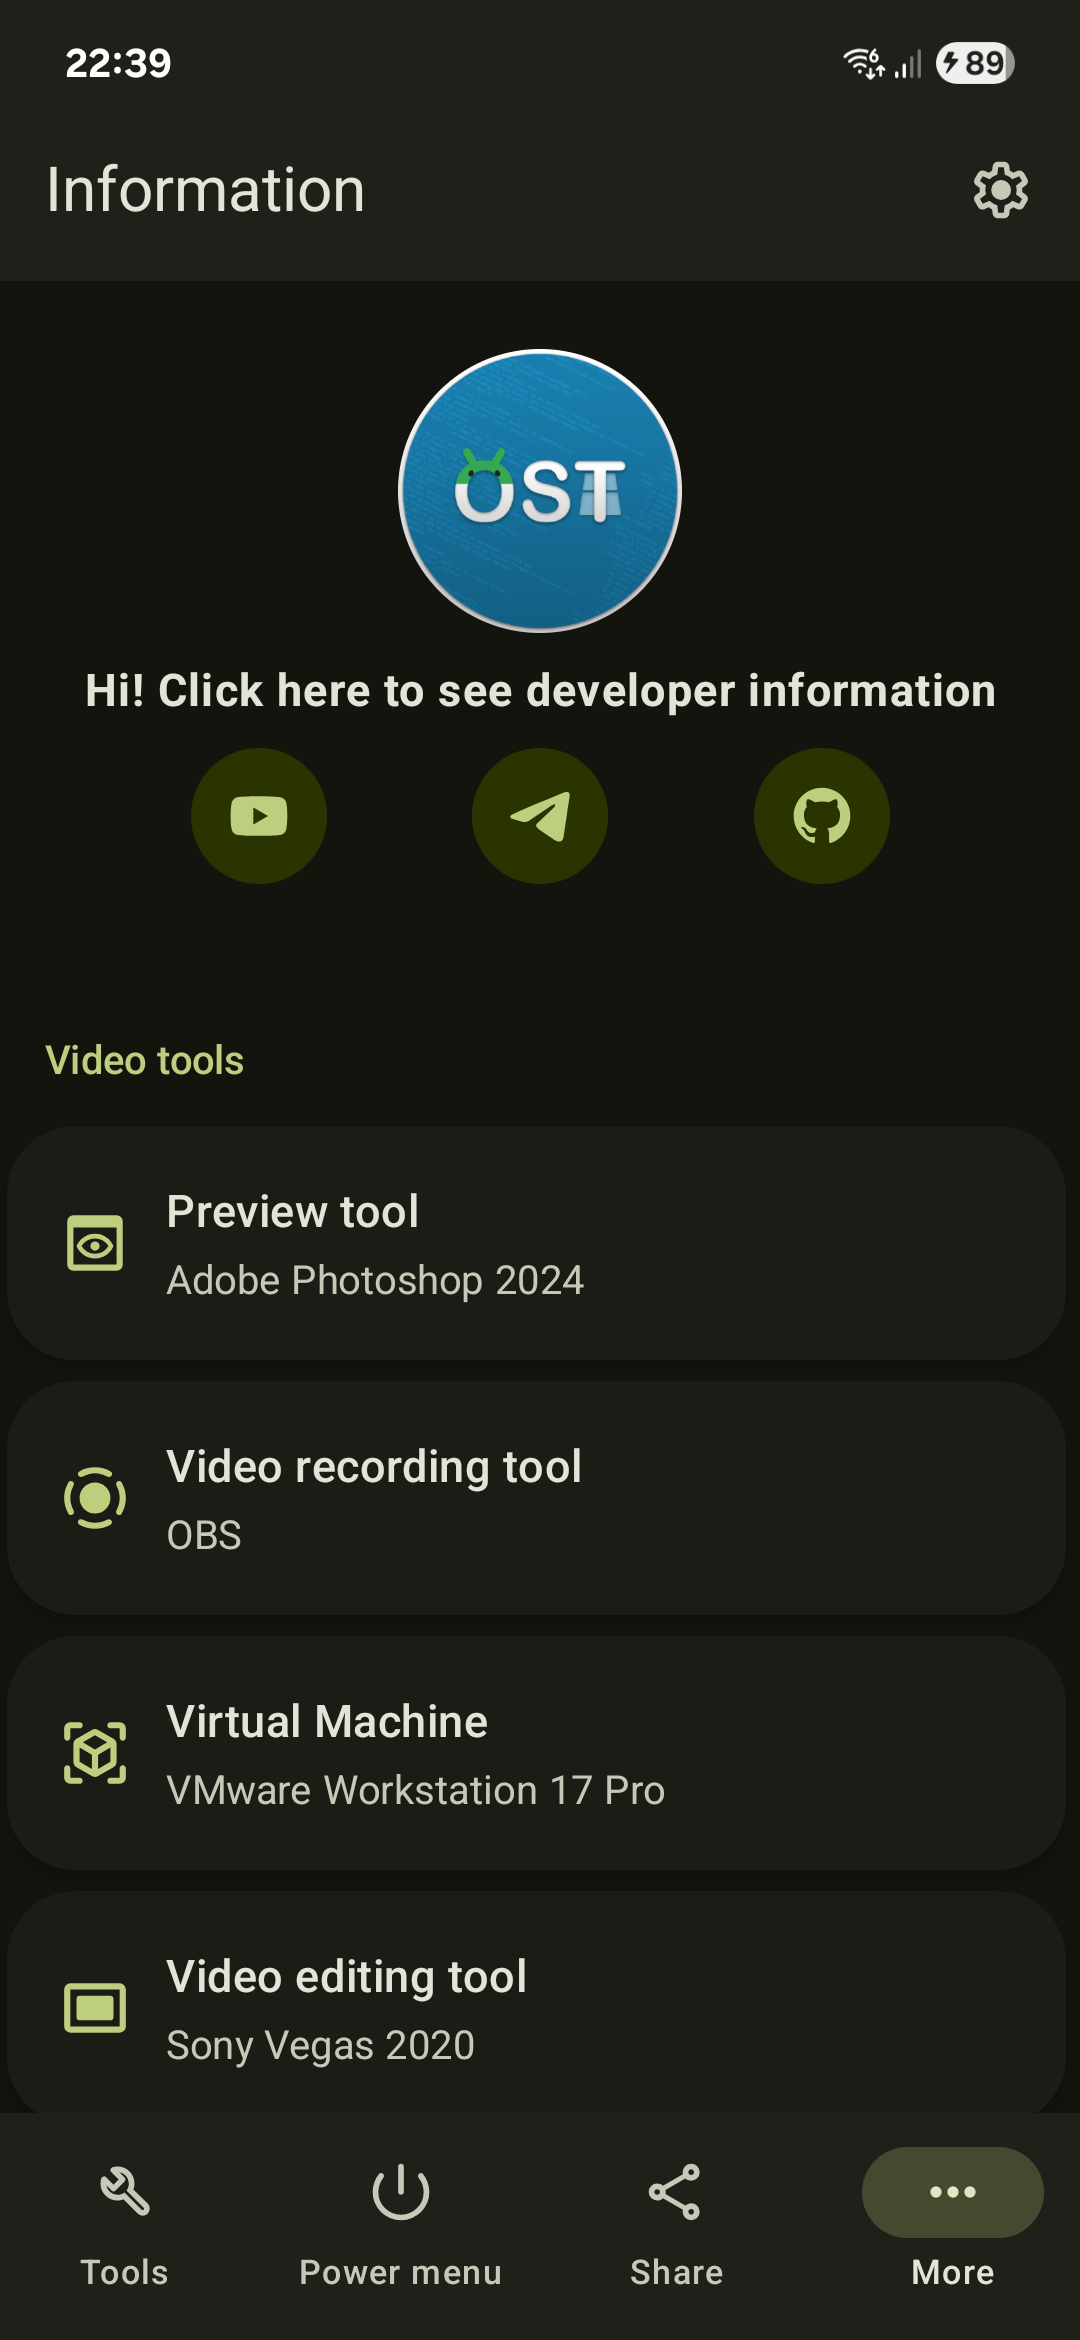 22:39
6
89
Information
OST
Hi! Click here to see developer information
Video tools
Preview tool
Adobe Photoshop 2024
Video recording tool
OBS
Virtual Machine
VMware Workstation 17 Pro
Video editing tool
Sony Vegas 2020
Tools
Power menu
Share
More